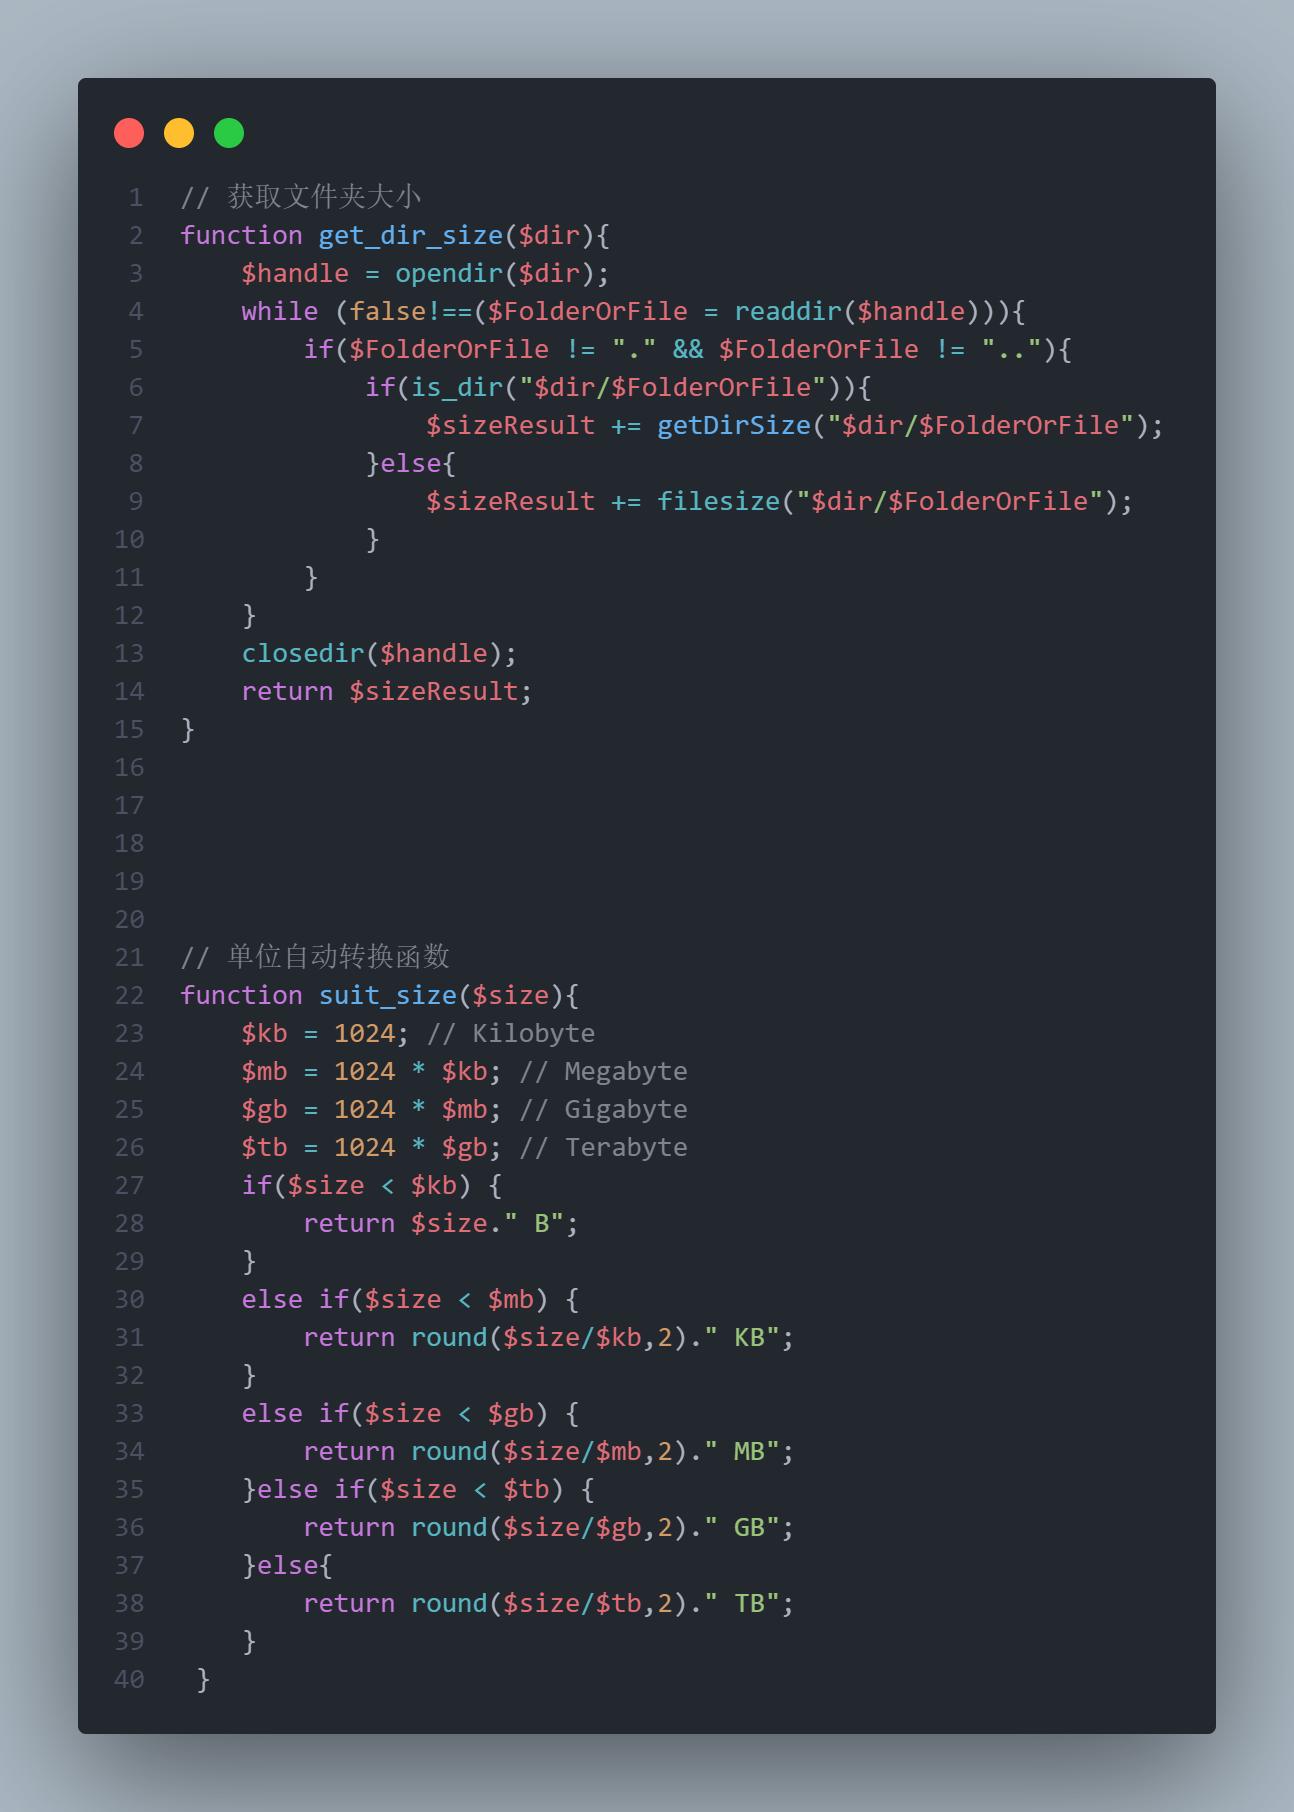 1 // 获取文件夹大小
2 function get_dir_size($dir){
3     $handle = opendir($dir);
4     while (false!==($FolderOrFile = readdir($handle))){
5         if($FolderOrFile != "." && $FolderOrFile != ".."){
6             if(is_dir("$dir/$FolderOrFile")){
7                 $sizeResult += getDirSize("$dir/$FolderOrFile");
8             }else{
9                 $sizeResult += filesize("$dir/$FolderOrFile");
10             }
11         }
12     }
13     closedir($handle);
14     return $sizeResult;
15 }
16
17
18
19
20
21 // 单位自动转换函数
22 function suit_size($size){
23     $kb = 1024; // Kilobyte
24     $mb = 1024 * $kb; // Megabyte
25     $gb = 1024 * $mb; // Gigabyte
26     $tb = 1024 * $gb; // Terabyte
27     if($size < $kb) {
28         return $size." B";
29     }
30     else if($size < $mb) {
31         return round($size/$kb,2)." KB";
32     }
33     else if($size < $gb) {
34         return round($size/$mb,2)." MB";
35     }else if($size < $tb) {
36         return round($size/$gb,2)." GB";
37     }else{
38         return round($size/$tb,2)." TB";
39     }
40  }